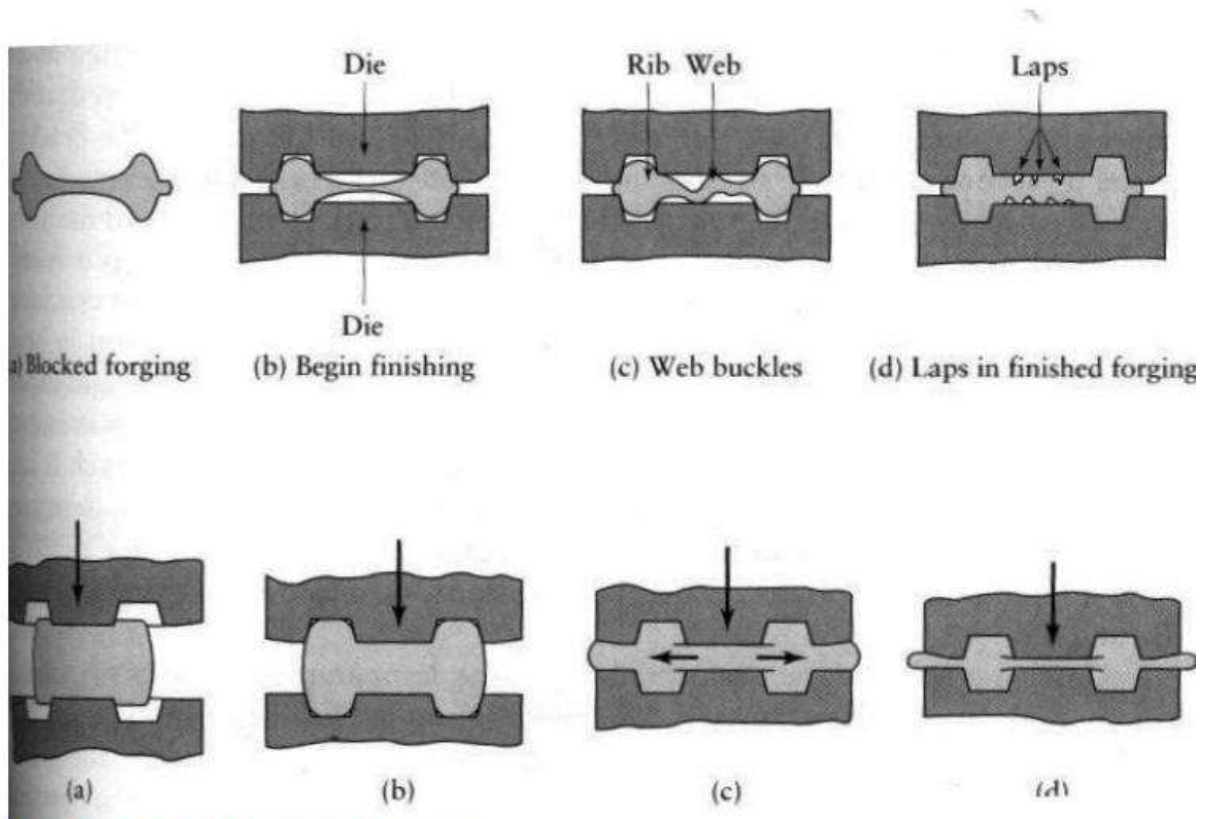 Die
Rib Web
Laps
Die
a) Blocked forging
(b) Begin finishing
(c) Web buckles
(d) Laps in finished forging
(a)
(b)
(c)
(d)